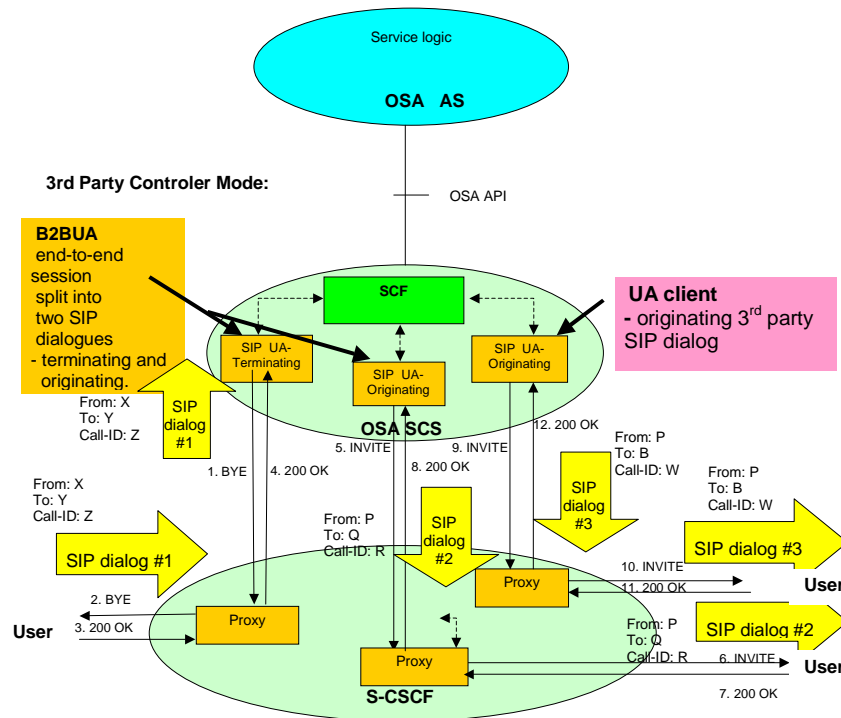 Service logic
OSA AS
3rd Party Controler Mode:
OSA API
B2BUA
end-to-end
session
split into
two SIP
dialogues
- terminating and
originating.
SCF
UA client
- originating 3rd party
SIP dialog
SIP UA-
Terminating
SIP UA-
Originating
SIP UA-
Originating
OSA SCS
From: X
To: Y
Call-ID: Z
SIP
dialog
#1
1. BYE
4. 200 OK
5. INVITE
8. 200 OK
9. INVITE
12. 200 OK
From: P
To: B
Call-ID: W
From: X
To: Y
Call-ID: Z
SIP dialog #1
From: P
To: Q
Call-ID: R
SIP
dialog
#2
SIP
dialog
#3
From: P
To: B
Call-ID: W
SIP dialog #3
10. INVITE
11. 200 OK
User
Proxy
2. BYE
User
3. 200 OK
Proxy
From: P
To: Q
Call-ID: R
SIP dialog #2
Proxy
6. INVITE
User
7. 200 OK
S-CSCF